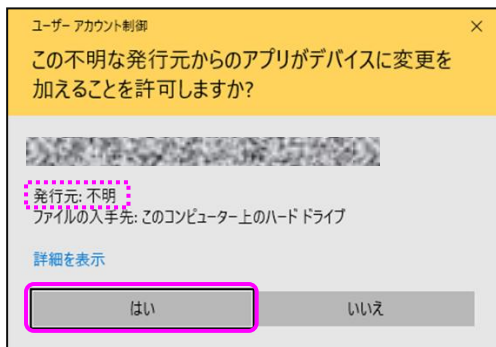 ユーザー アカウント制御
この不明な発行元からのアプリがデバイスに変更を
加えることを許可しますか?
発行元: 不明
ファイルの入手先: このコンピューター上のハード ドライブ
詳細を表示
はい
いいえ